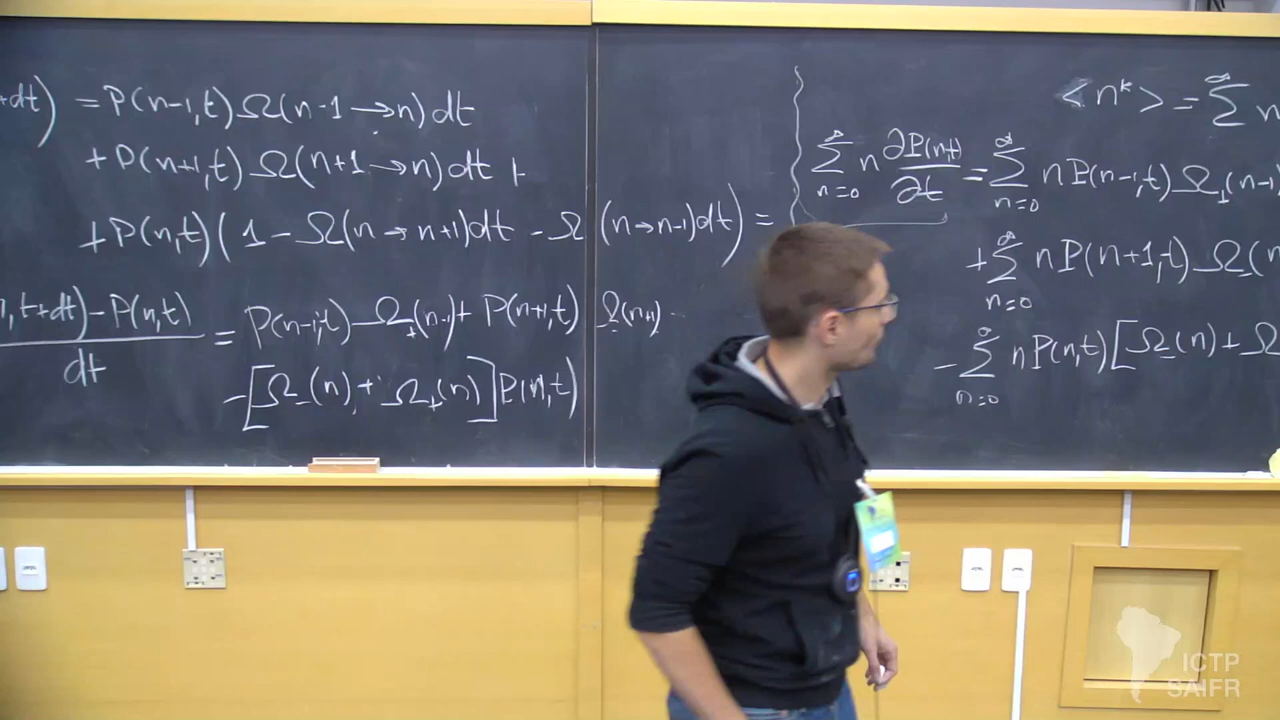 +dt) = P(n-1,t)Ω(n-1→n)dt
+P(n+1,t)Ω(n+1→n)dt +
+P(n,t)(1-Ω(n→n+1)dt - Ω(n→n-1)dt) =
, t+dt) - P(n,t) / dt = P(n-1,t)Ω₊(n-1) + P(n+1,t) Ω₋(n+1) -
-[Ω₋(n) + Ω₊(n)]P(n,t)
<n^k> = ∑^∞ n
∑_{n=0}^∞ n ∂P(n,t)/∂t = ∑_{n=0}^∞ n P(n-1,t)Ω₊(n-1
+∑_{n=0}^∞ n P(n+1,t)Ω(n
-∑_{n=0}^∞ n P(n,t)[Ω₋(n) + Ω
ICTP
SAIFR